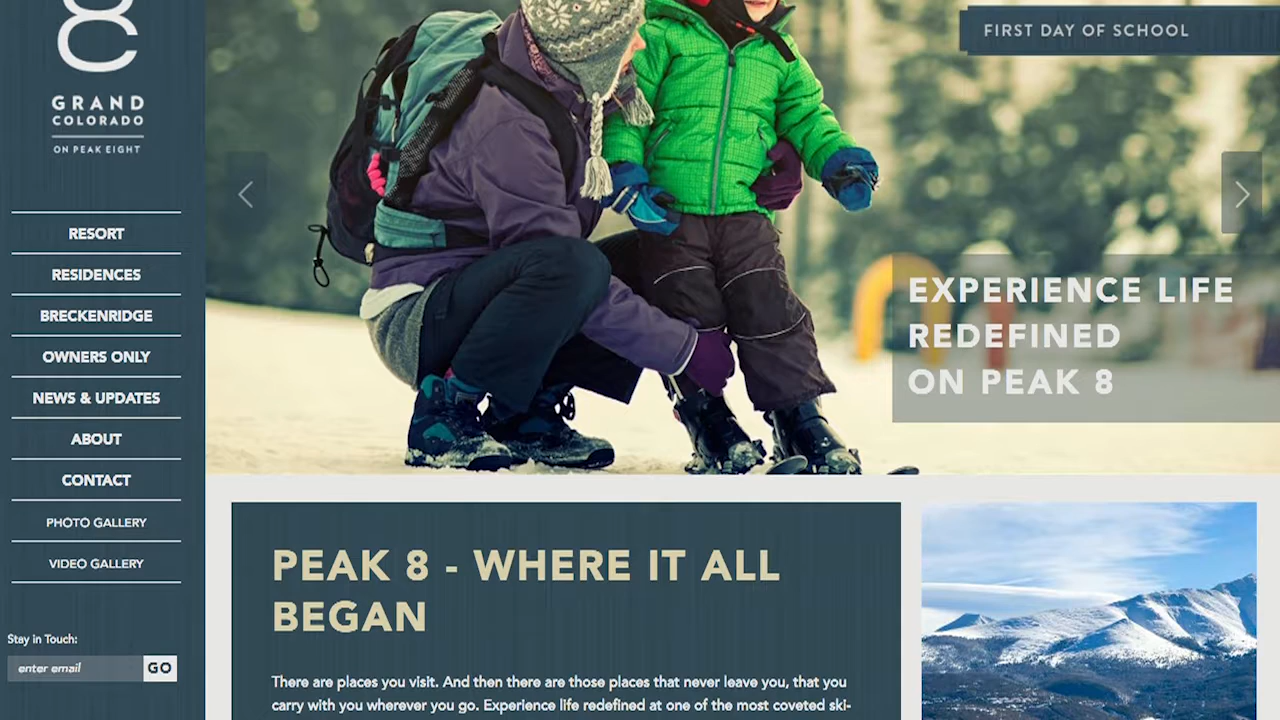 8
GRAND
COLORADO
ON PEAK EIGHT
RESORT
RESIDENCES
BRECKENRIDGE
OWNERS ONLY
NEWS & UPDATES
ABOUT
CONTACT
PHOTO GALLERY
VIDEO GALLERY
Stay in Touch:
enter email
GO
FIRST DAY OF SCHOOL
EXPERIENCE LIFE
REDEFINED
ON PEAK 8
PEAK 8 - WHERE IT ALL
BEGAN
There are places you visit. And then there are those places that never leave you, that you
carry with you wherever you go. Experience life redefined at one of the most coveted ski-